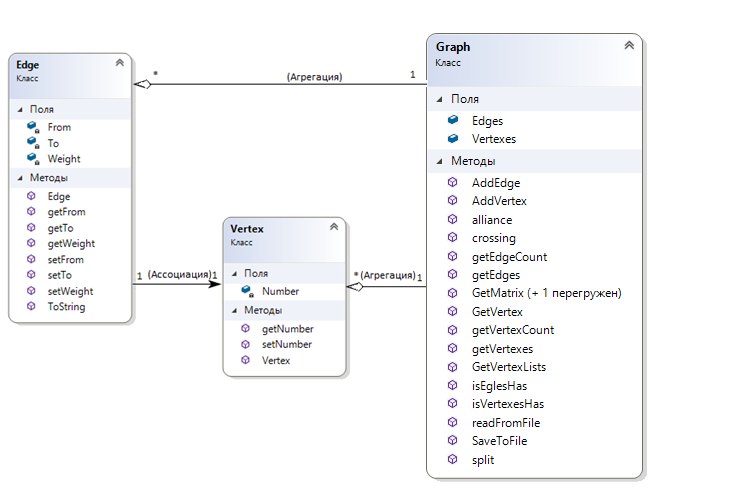 Edge
Класс
Поля
From
To
Weight
Методы
Edge
getFrom
getTo
getWeight
setFrom
setTo
setWeight
ToString
* (Агрегация) 1
1 (Ассоциация) 1
Vertex
Класс
Поля
Number
Методы
getNumber
setNumber
Vertex
* (Агрегация) 1
Graph
Класс
Поля
Edges
Vertexes
Методы
AddEdge
AddVertex
alliance
crossing
getEdgeCount
getEdges
GetMatrix (+ 1 перегружен)
GetVertex
getVertexCount
getVertexes
GetVertexLists
isEglesHas
isVertexesHas
readFromFile
SaveToFile
split